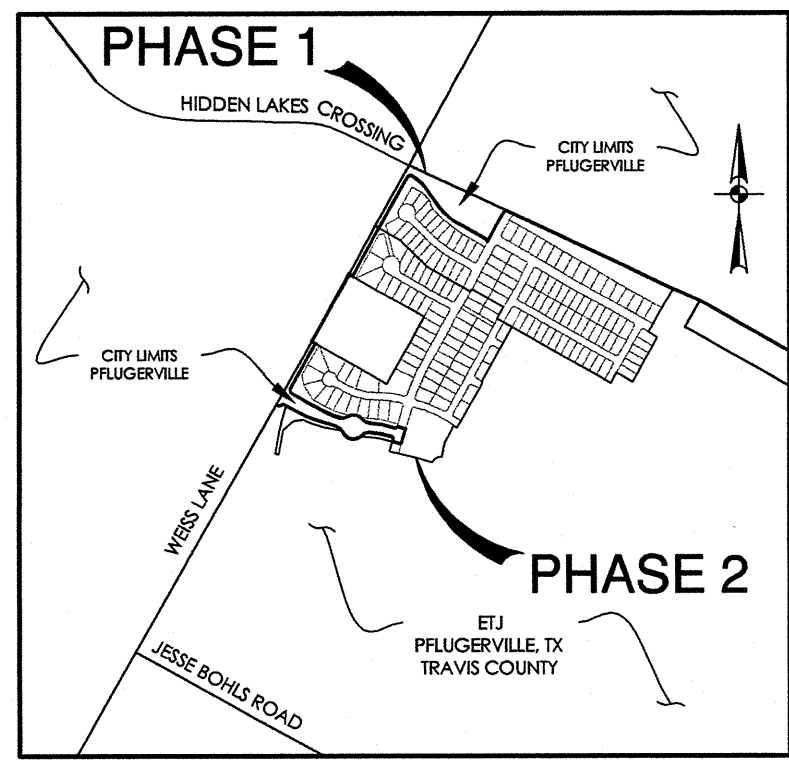 PHASE 1
HIDDEN LAKES CROSSING
CITY LIMITS
PFLUGERVILLE
CITY LIMITS
PFLUGERVILLE
WEISS LANE
PHASE 2
ETJ
PFLUGERVILLE, TX
TRAVIS COUNTY
JESSE BOHLS ROAD